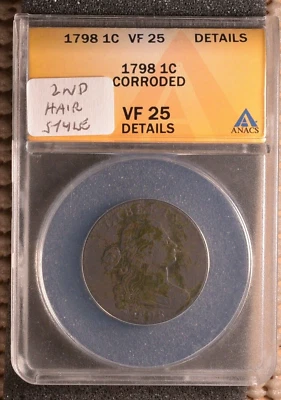 1798 1C VF 25 DETAILS
1798 1C
CORRODED
VF 25
DETAILS
ANACS
2ND
HAIR
STYLE